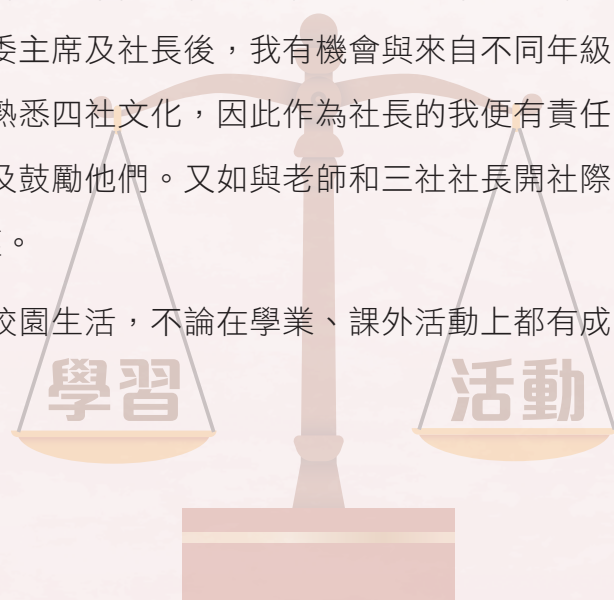 委主席及社長後，我有機會與來自不同年級
熟悉四社文化，因此作為社長的我便有責任
及鼓勵他們。又如與老師和三社社長開社際
。
校園生活，不論在學業、課外活動上都有成
學習
活動